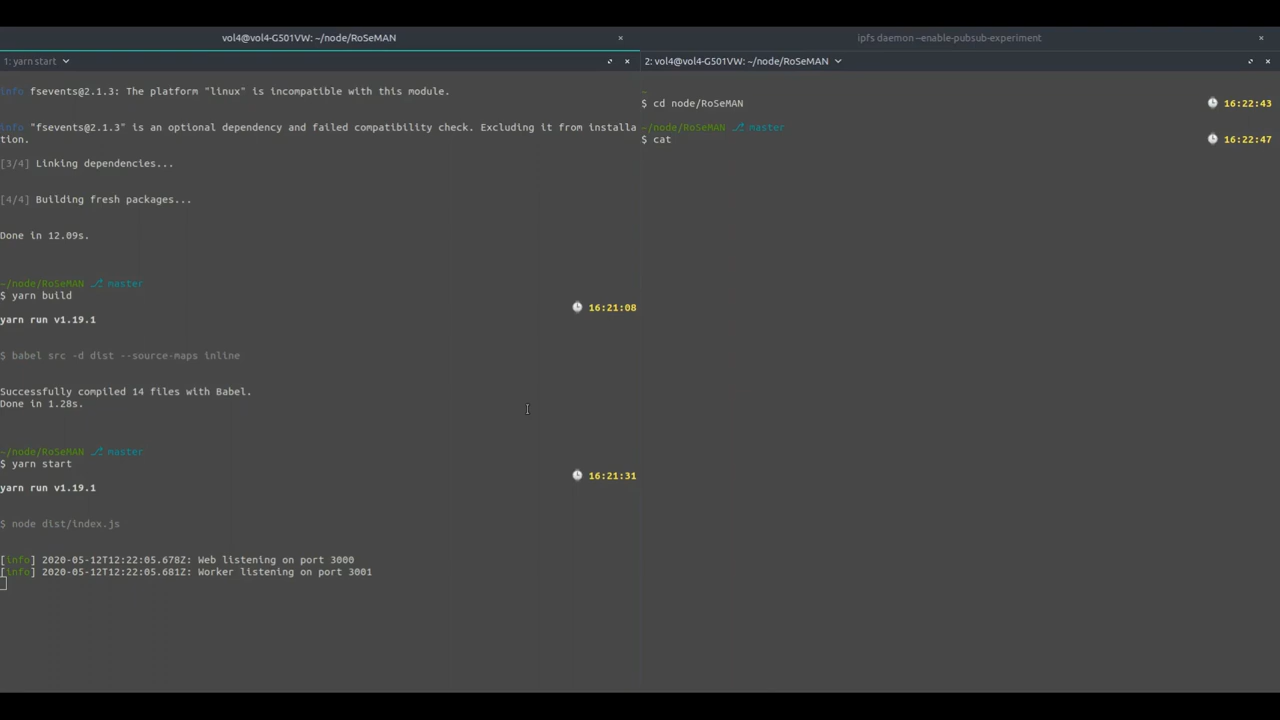 vol4@vol4-G501VW: ~/node/RoSeMAN ×
ipfs daemon --enable-pubsub-experiment ×
1: yarn start
2: vol4@vol4-G501VW: ~/node/RoSeMAN
info fsevents@2.1.3: The platform "linux" is incompatible with this module.
info "fsevents@2.1.3" is an optional dependency and failed compatibility check. Excluding it from installa
tion.
[3/4] Linking dependencies...
[4/4] Building fresh packages...
Done in 12.09s.
~/node/RoSeMAN ⎇ master
$ yarn build
16:21:08
yarn run v1.19.1
$ babel src -d dist --source-maps inline
Successfully compiled 14 files with Babel.
Done in 1.28s.
~/node/RoSeMAN ⎇ master
$ yarn start
16:21:31
yarn run v1.19.1
$ node dist/index.js
[info] 2020-05-12T12:22:05.678Z: Web listening on port 3000
[info] 2020-05-12T12:22:05.681Z: Worker listening on port 3001
~
$ cd node/RoSeMAN 16:22:43
~/node/RoSeMAN ⎇ master
$ cat 16:22:47